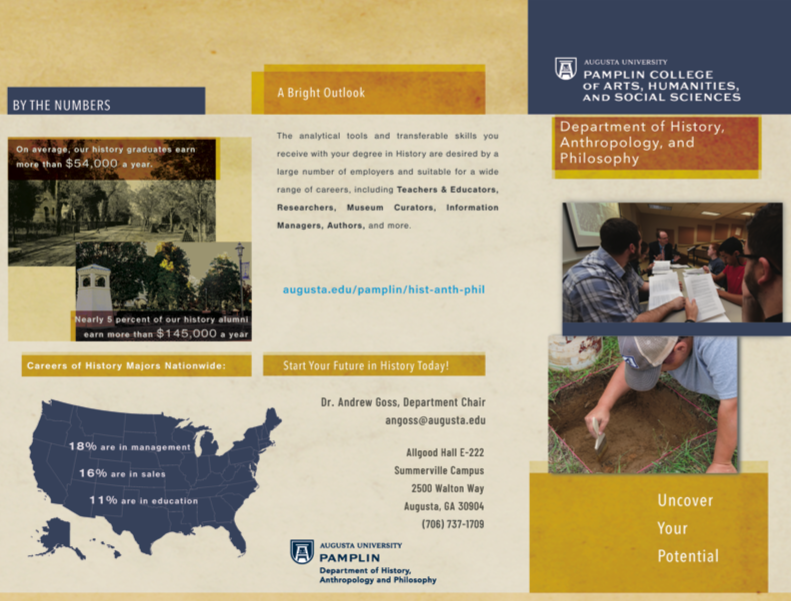 BY THE NUMBERS
On average, our history graduates earn
more than $54,000 a year.
Nearly 5 percent of our history alumni
earn more than $145,000 a year
Careers of History Majors Nationwide:
18% are in management
16% are in sales
11% are in education
A Bright Outlook
The analytical tools and transferable skills you
receive with your degree in History are desired by a
large number of employers and suitable for a wide
range of careers, including Teachers & Educators,
Researchers, Museum Curators, Information
Managers, Authors, and more.
augusta.edu/pamplin/hist-anth-phil
Start Your Future in History Today!
Dr. Andrew Goss, Department Chair
angoss@augusta.edu
Allgood Hall E-222
Summerville Campus
2500 Walton Way
Augusta, GA 30904
(706) 737-1709
AUGUSTA UNIVERSITY
PAMPLIN
Department of History,
Anthropology and Philosophy
AUGUSTA UNIVERSITY
PAMPLIN COLLEGE
OF ARTS, HUMANITIES,
AND SOCIAL SCIENCES
Department of History,
Anthropology, and
Philosophy
Uncover
Your
Potential